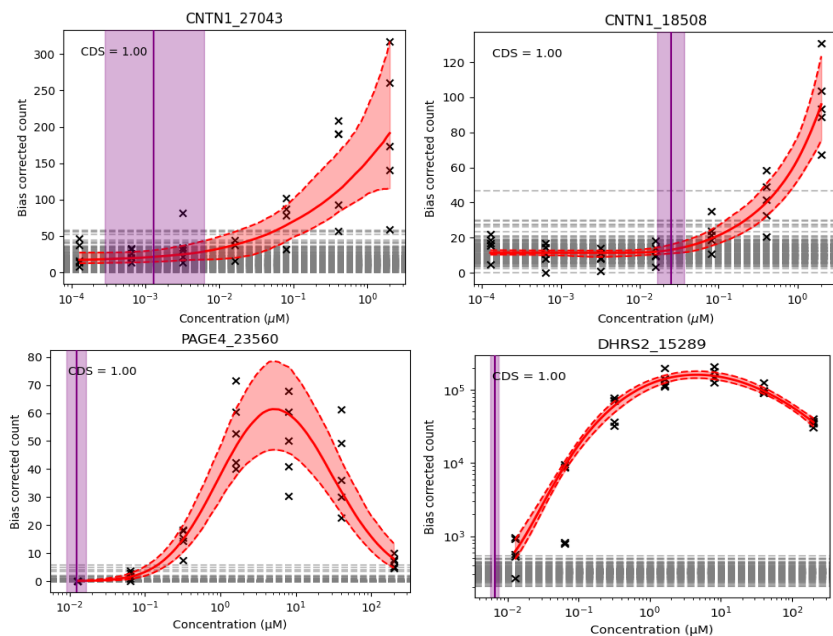 CNTN1_27043
CDS = 1.00
Bias corrected count
300
250
200
150
100
50
0
10⁻⁴ 10⁻³ 10⁻² 10⁻¹ 10⁰
Concentration (μM)
CNTN1_18508
CDS = 1.00
Bias corrected count
120
100
80
60
40
20
0
10⁻⁴ 10⁻³ 10⁻² 10⁻¹ 10⁰
Concentration (μM)
PAGE4_23560
CDS = 1.00
Bias corrected count
80
70
60
50
40
30
20
10
0
10⁻² 10⁻¹ 10⁰ 10¹ 10²
Concentration (μM)
DHRS2_15289
CDS = 1.00
Bias corrected count
10⁵
10⁴
10³
10⁻² 10⁻¹ 10⁰ 10¹ 10²
Concentration (μM)